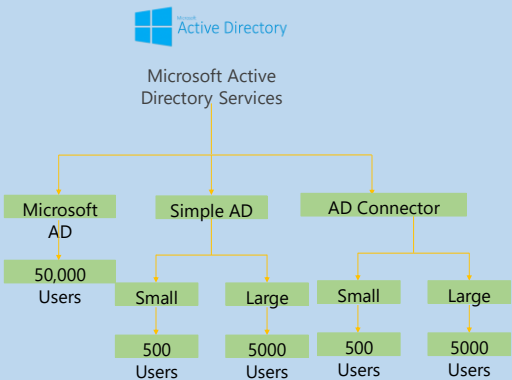 Microsoft
Active Directory
Microsoft Active
Directory Services
Microsoft
AD
Simple AD
AD Connector
50,000
Users
Small
Large
Small
Large
500
Users
5000
Users
500
Users
5000
Users